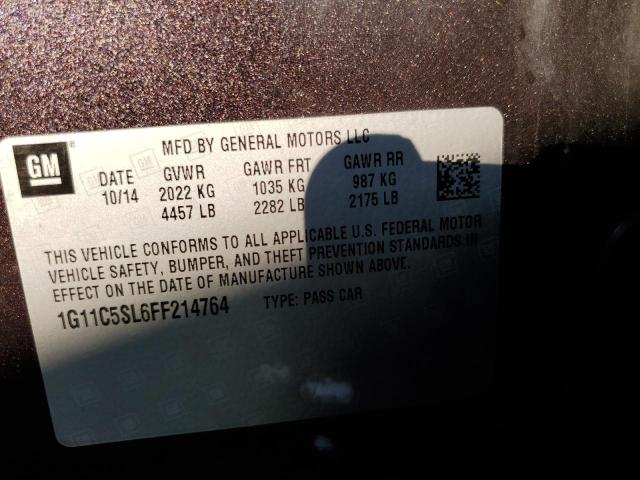 GM
MFD BY GENERAL MOTORS LLC
DATE GVWR GAWR FRT GAWR RR
10/14 2022 KG 1035 KG 987 KG
4457 LB 2282 LB 2175 LB
THIS VEHICLE CONFORMS TO ALL APPLICABLE U.S. FEDERAL MOTOR
VEHICLE SAFETY, BUMPER, AND THEFT PREVENTION STANDARDS IN
EFFECT ON THE DATE OF MANUFACTURE SHOWN ABOVE.
1G11C5SL6FF214764 TYPE: PASS CAR